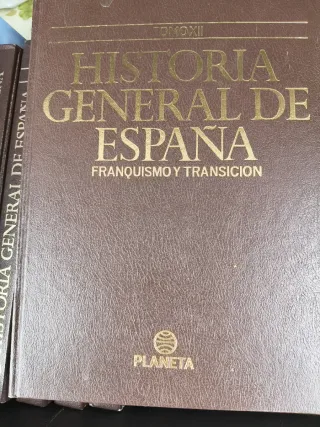 TOMO XII
HISTORIA
GENERAL DE
ESPAÑA
FRANQUISMO Y TRANSICION
PLANETA
HISTORIA GENERAL DE ESPAÑA